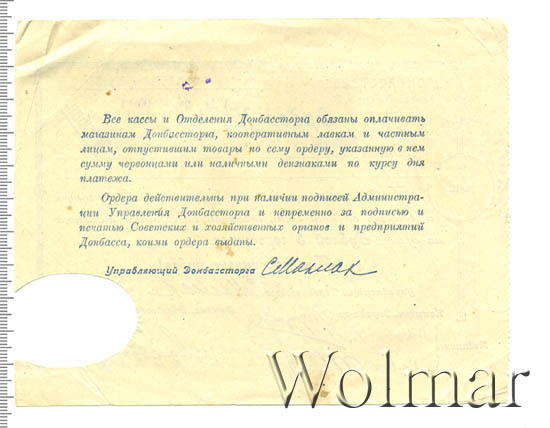 Все кассы и Отделения Донбассторга обязаны оплачивать
магазинам Донбассторга, кооперативным лавкам и частным
лицам, отпустившим товары по сему ордеру, указанную в нем
сумму червонцами или наличными дензнаками по курсу дня
платежа.
Ордера действительны при наличии подписей Администра-
ции Управления Донбассторга и непременно за подписью и
печатью Советских и хозяйственных органов и предприятий
Донбасса, коими ордера выданы.
Управляющий Донбассторга
Wolmar